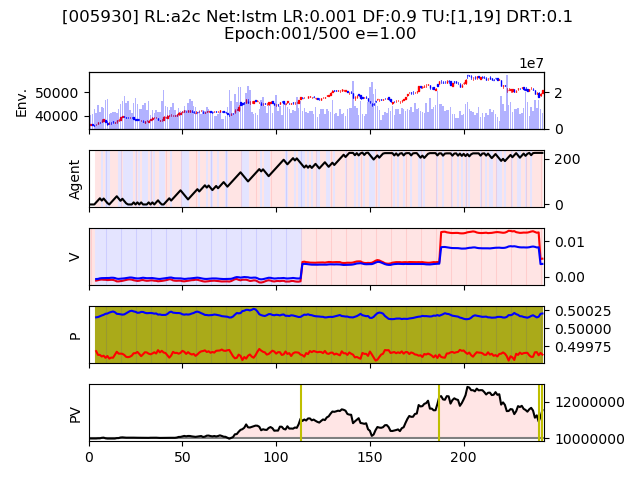 [005930] RL:a2c Net:lstm LR:0.001 DF:0.9 TU:[1,19] DRT:0.1
Epoch:001/500 e=1.00
1e7
Env.
50000
40000
2
0
Agent
200
0
V
0.01
0.00
P
0.50025
0.50000
0.49975
PV
12000000
10000000
0
50
100
150
200